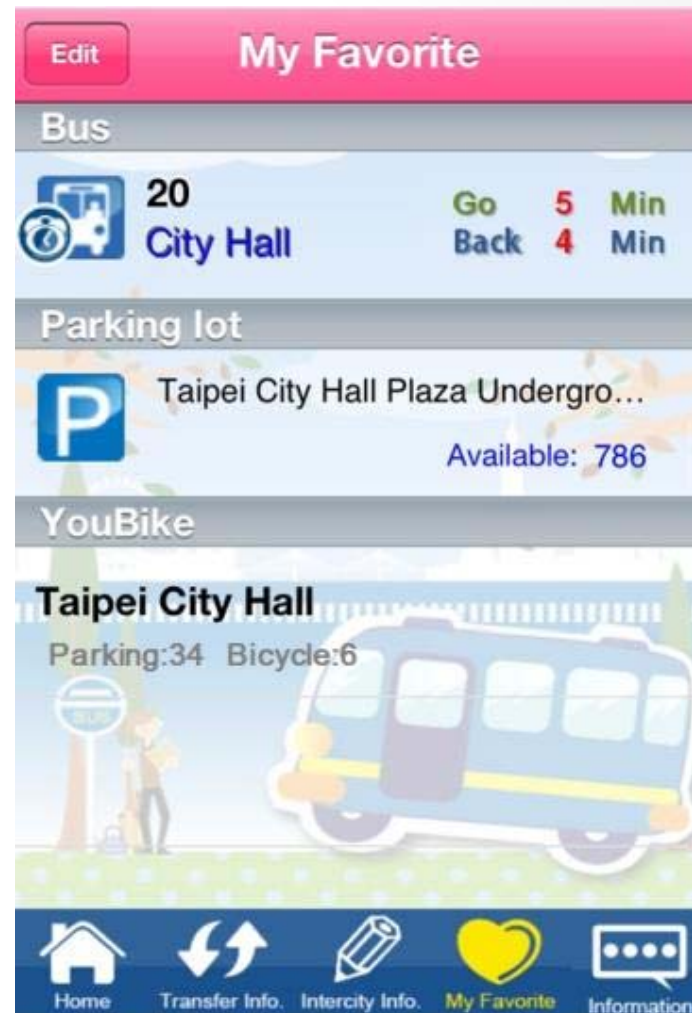 Edit My Favorite
Bus
20 Go 5 Min
City Hall Back 4 Min
Parking lot
P Taipei City Hall Plaza Undergro...
Available: 786
YouBike
Taipei City Hall
Parking:34 Bicycle:6
BUS
Home Transfer Info. Intercity Info. My Favorite Information